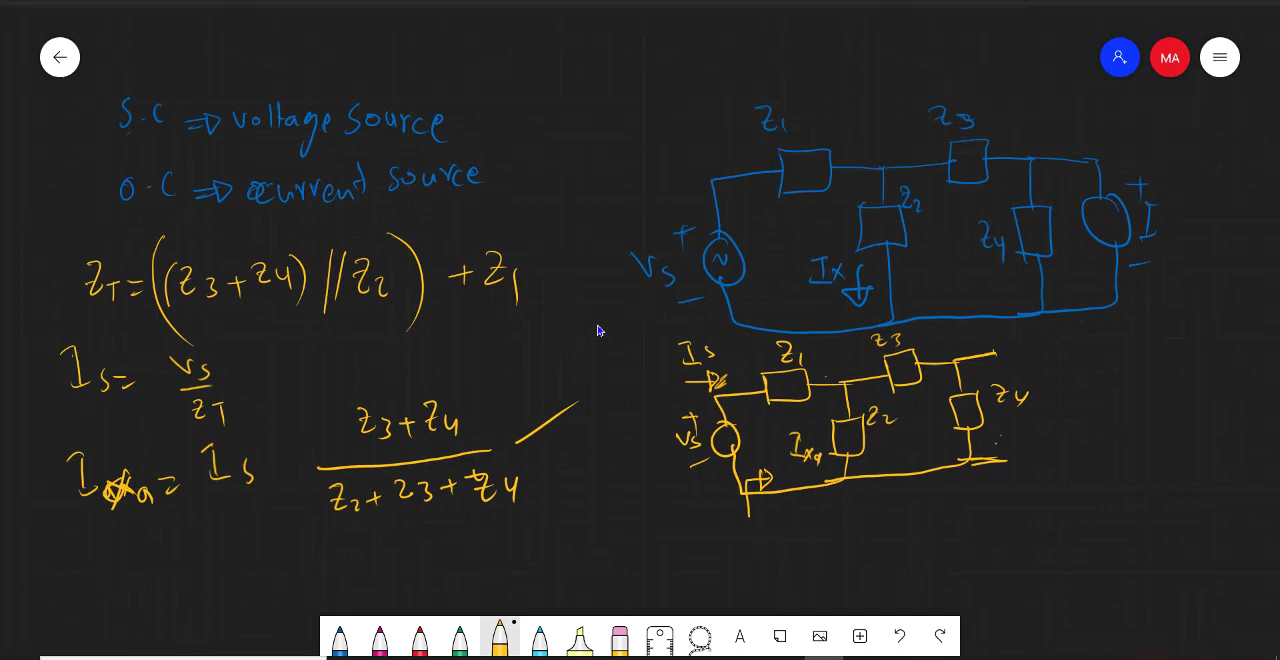 MA
S.C ⇒ voltage source
O.C ⇒ current source
Z1
Z3
Z2
Z4
+
I
-
+
Vs
-
Ix
ZT = ((Z3 + Z4) // Z2) + Z1
Is = Vs / ZT
Ixa = Is (Z3 + Z4) / (Z2 + Z3 + Z4)
Is
Z1
Z3
Z2
Z4
+
Vs
-
Ixa
A